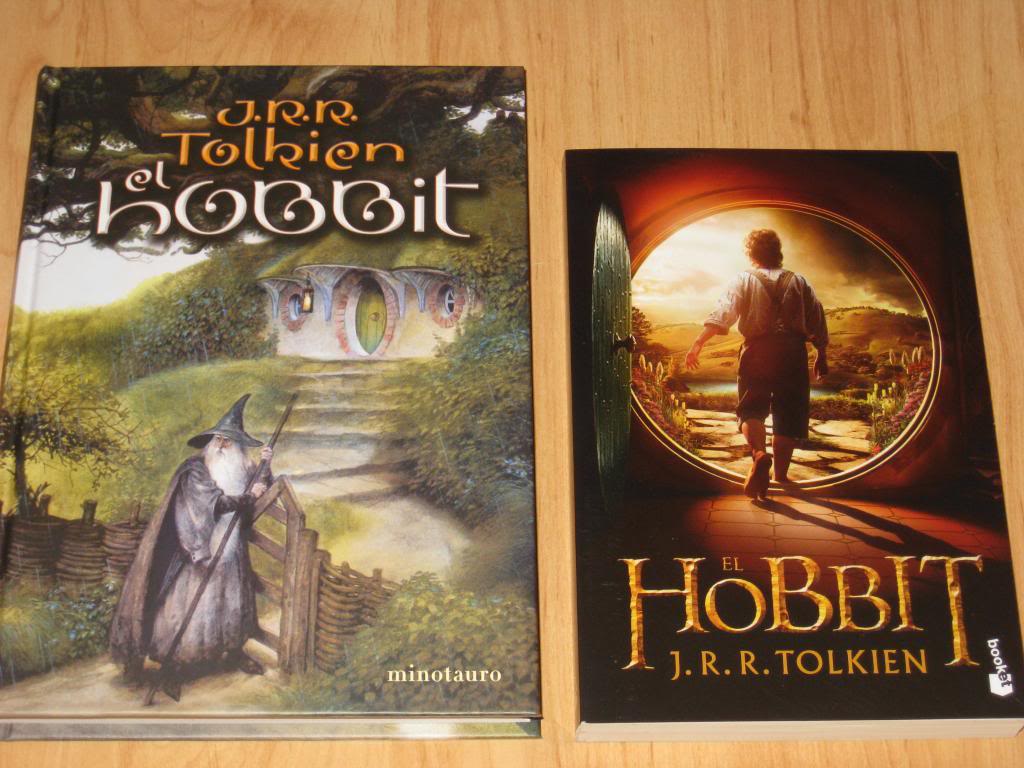 J.R.R.
Tolkien
el
hobbit
minotauro
EL
HOBBIT
J. R. R. TOLKIEN
booket